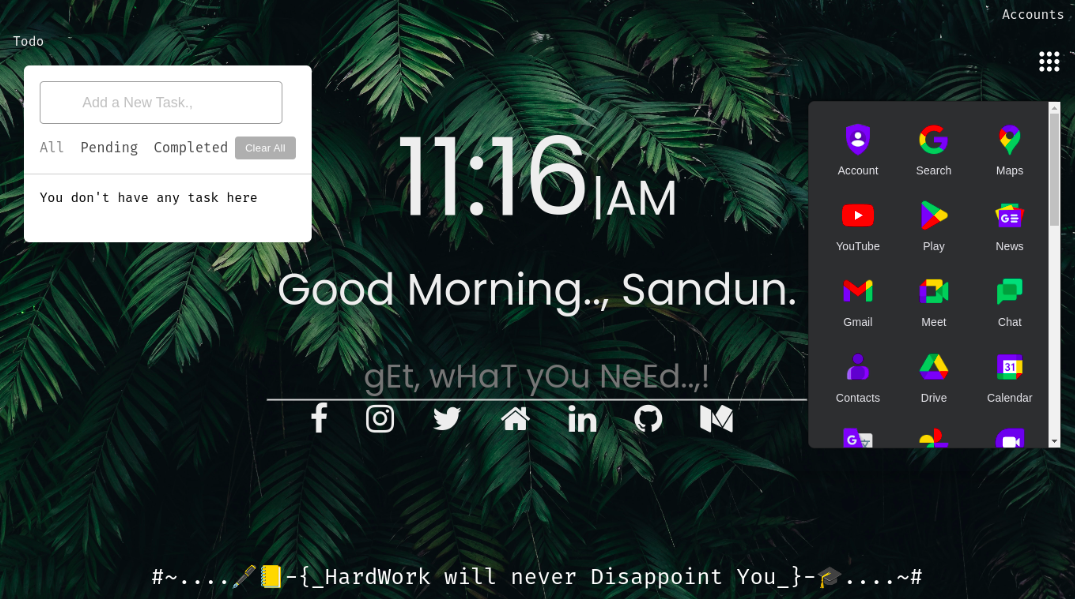 Accounts
Todo
Add a New Task.,
All Pending Completed Clear All
You don't have any task here
11:16|AM
Good Morning.., Sandun.
gEt, wHaT yOu NeEd..,!
Account Search Maps
YouTube Play News
Gmail Meet Chat
31
Contacts Drive Calendar
#~....🖋📒-{_HardWork will never Disappoint You_}-🎓....~#